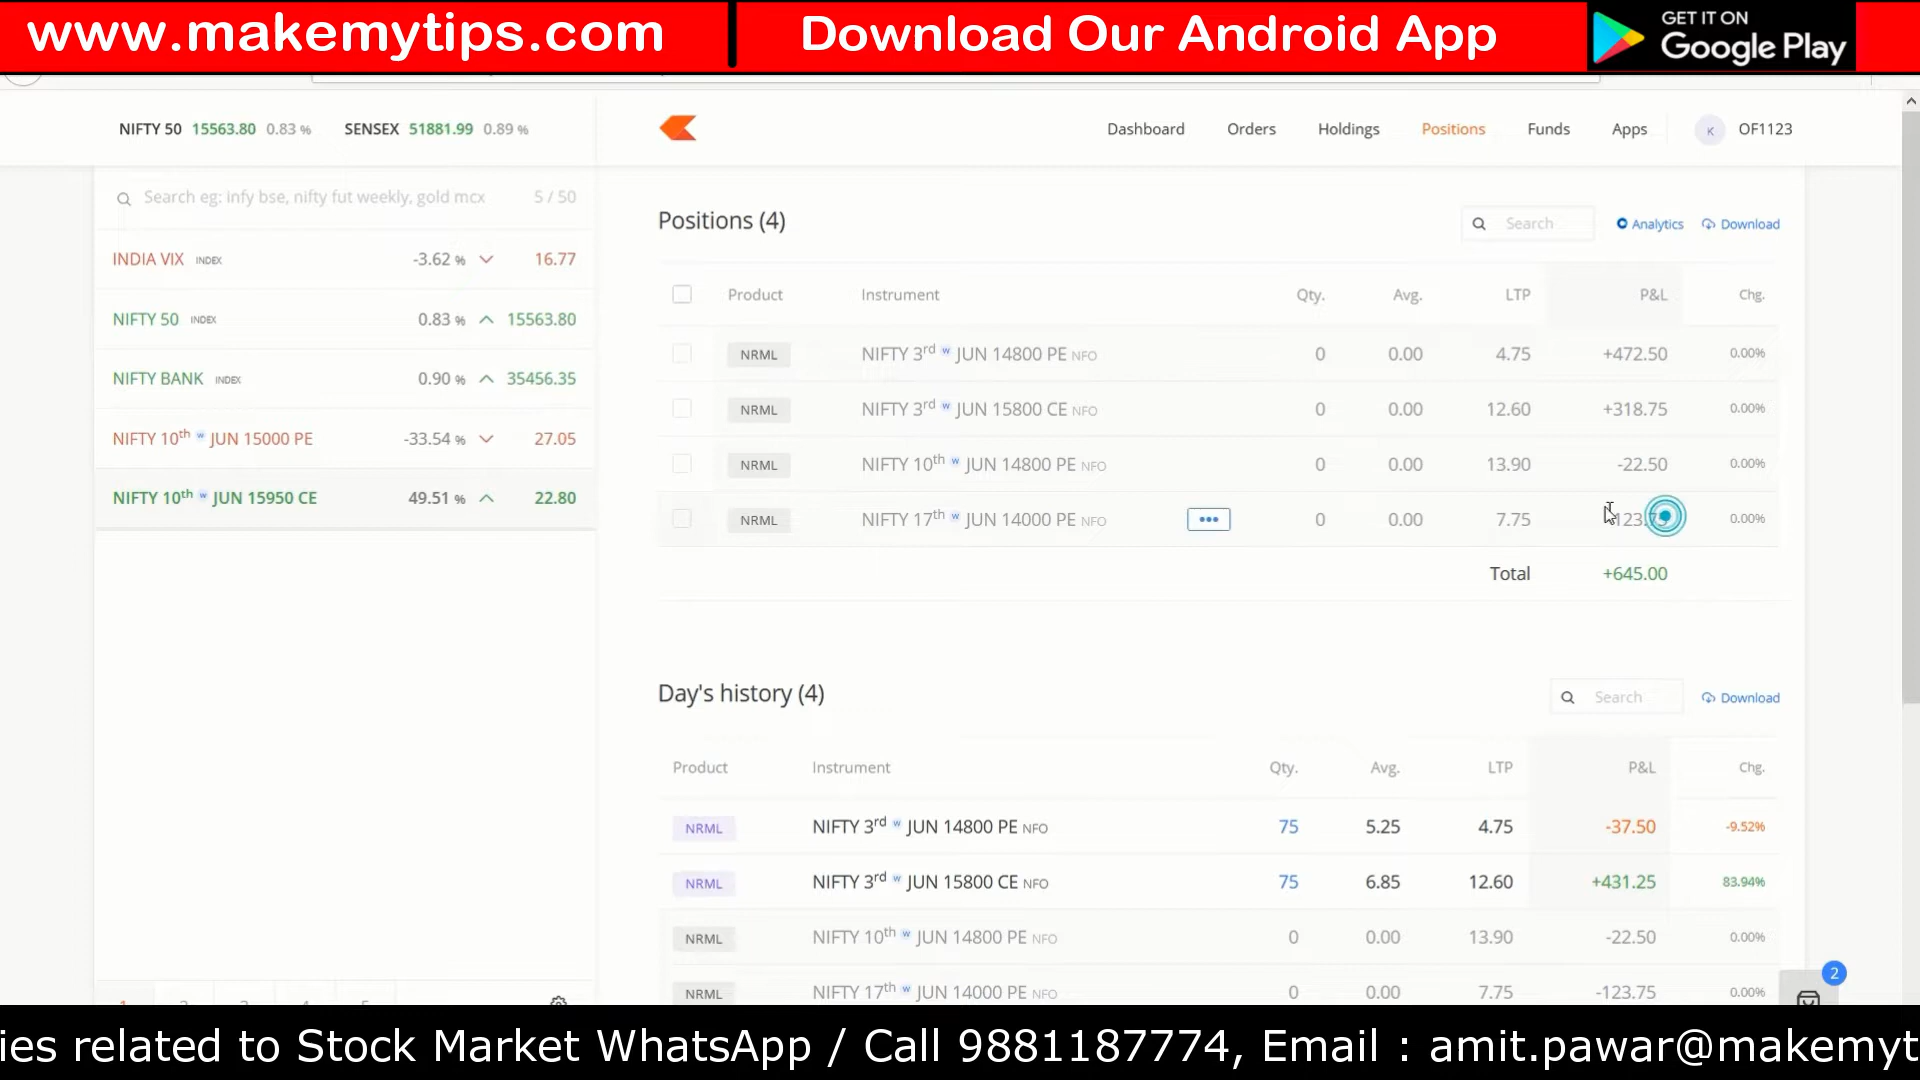 www.makemytips.com
Download Our Android App
GET IT ON
Google Play
NIFTY 50 15563.80 0.83 %
SENSEX 51881.99 0.89 %
Dashboard Orders Holdings Positions Funds Apps K OF1123
Search eg: infy bse, nifty fut weekly, gold mcx 5 / 50
INDIA VIX INDEX -3.62 % 16.77
NIFTY 50 INDEX 0.83 % 15563.80
NIFTY BANK INDEX 0.90 % 35456.35
NIFTY 10th w JUN 15000 PE -33.54 % 27.05
NIFTY 10th w JUN 15950 CE 49.51 % 22.80
Positions (4) Search Analytics Download
Product Instrument Qty. Avg. LTP P&L Chg.
NRML NIFTY 3rd w JUN 14800 PE NFO 0 0.00 4.75 +472.50 0.00%
NRML NIFTY 3rd w JUN 15800 CE NFO 0 0.00 12.60 +318.75 0.00%
NRML NIFTY 10th w JUN 14800 PE NFO 0 0.00 13.90 -22.50 0.00%
NRML NIFTY 17th w JUN 14000 PE NFO ••• 0 0.00 7.75 0.00%
Total +645.00
Day's history (4) Search Download
Product Instrument Qty. Avg. LTP P&L Chg.
NRML NIFTY 3rd w JUN 14800 PE NFO 75 5.25 4.75 -37.50 -9.52%
NRML NIFTY 3rd w JUN 15800 CE NFO 75 6.85 12.60 +431.25 83.94%
NRML NIFTY 10th w JUN 14800 PE NFO 0 0.00 13.90 -22.50 0.00%
NRML NIFTY 17th w JUN 14000 PE NFO 0 0.00 7.75 -123.75 0.00%
2
ies related to Stock Market WhatsApp / Call 9881187774, Email : amit.pawar@makemyt